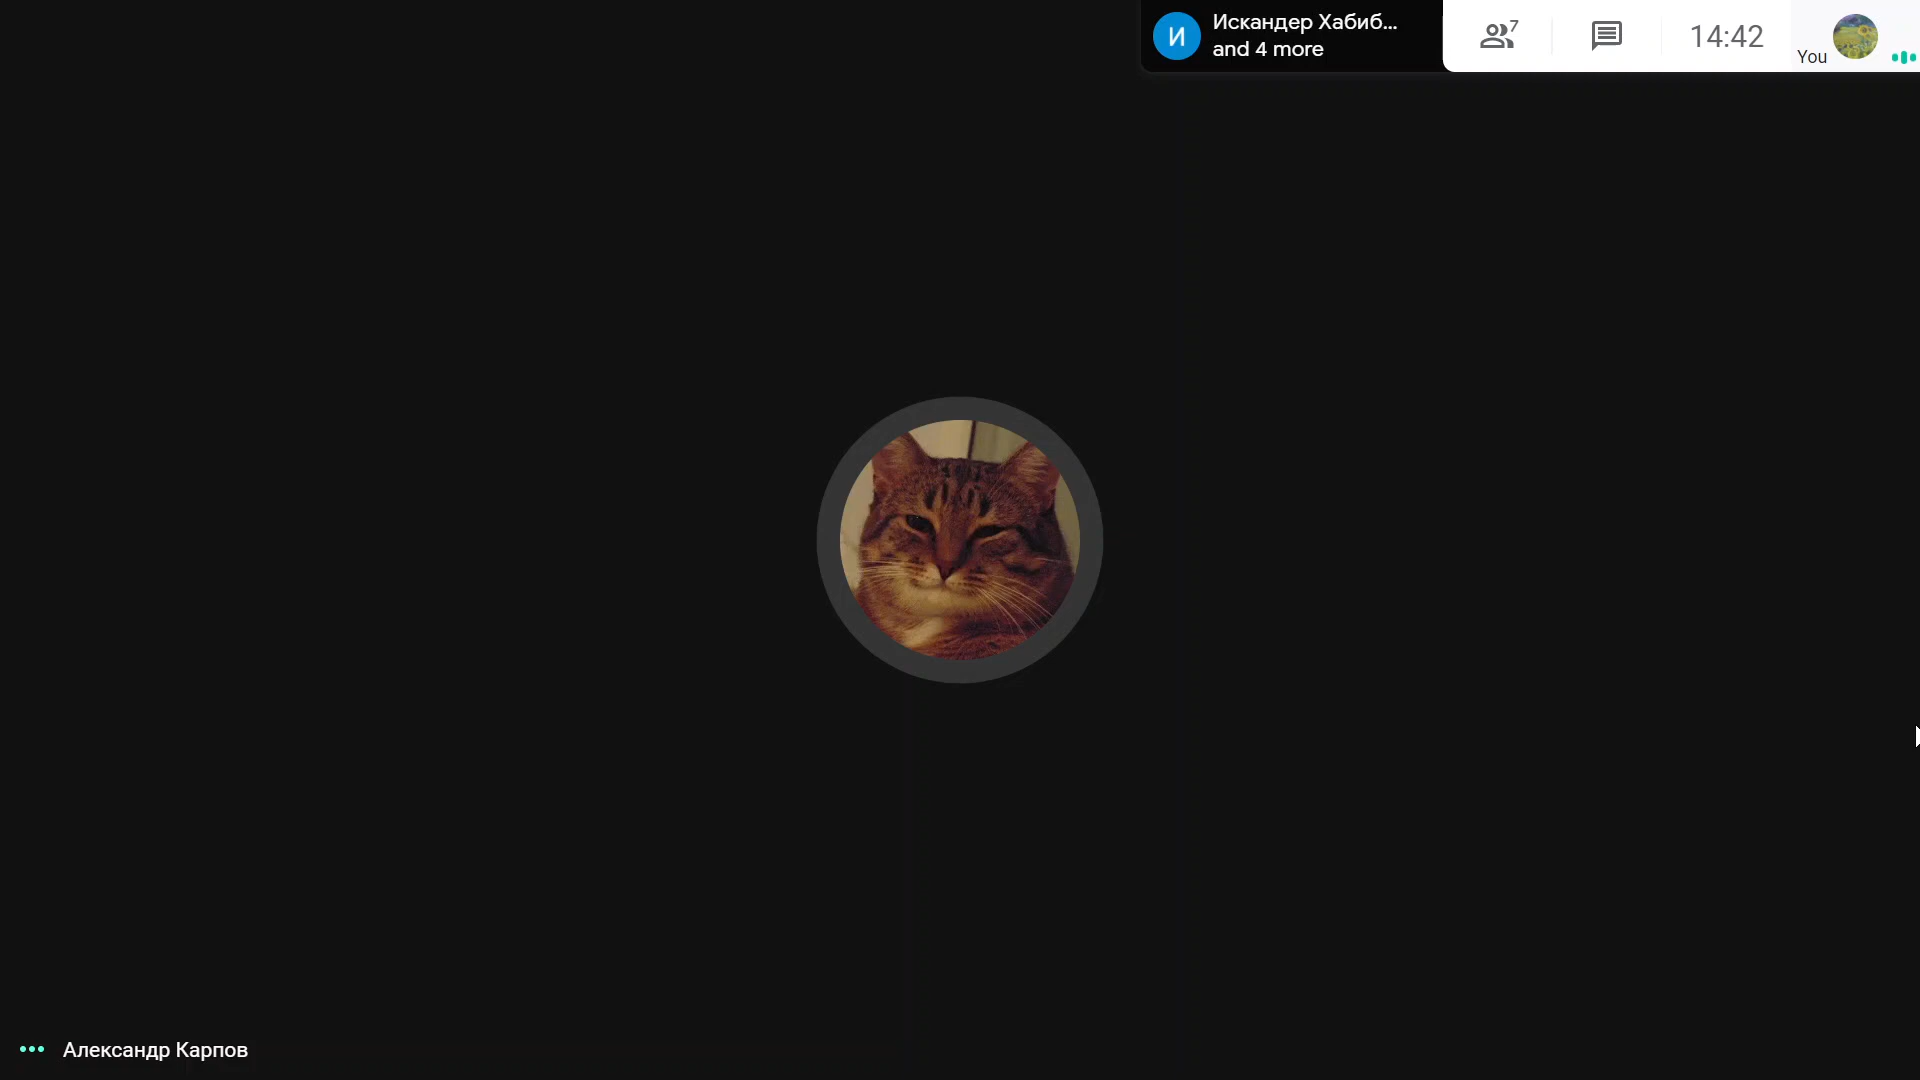 И
Искандер Хабиб...
and 4 more
7
14:42
You
Александр Карпов